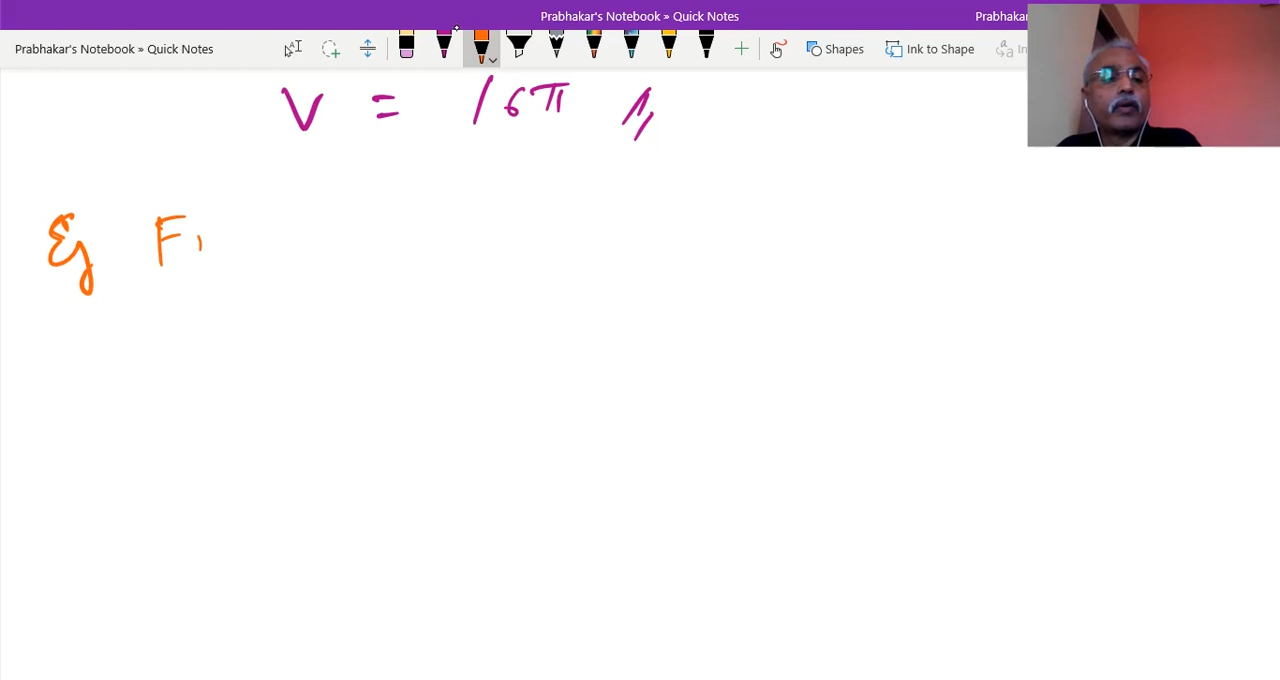 Prabhakar's Notebook » Quick Notes
Prabhakar's Notebook » Quick Notes
Shapes
Ink to Shape
V = 16π
Eg